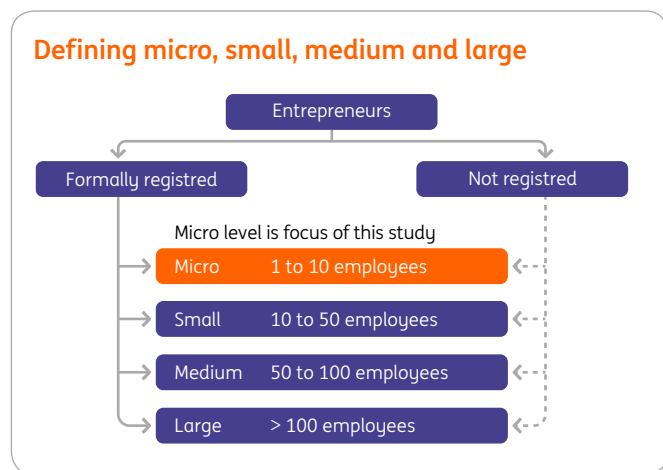 Defining micro, small, medium and large
Entrepreneurs
Formally registred
Not registred
Micro level is focus of this study
Micro 1 to 10 employees
Small 10 to 50 employees
Medium 50 to 100 employees
Large > 100 employees